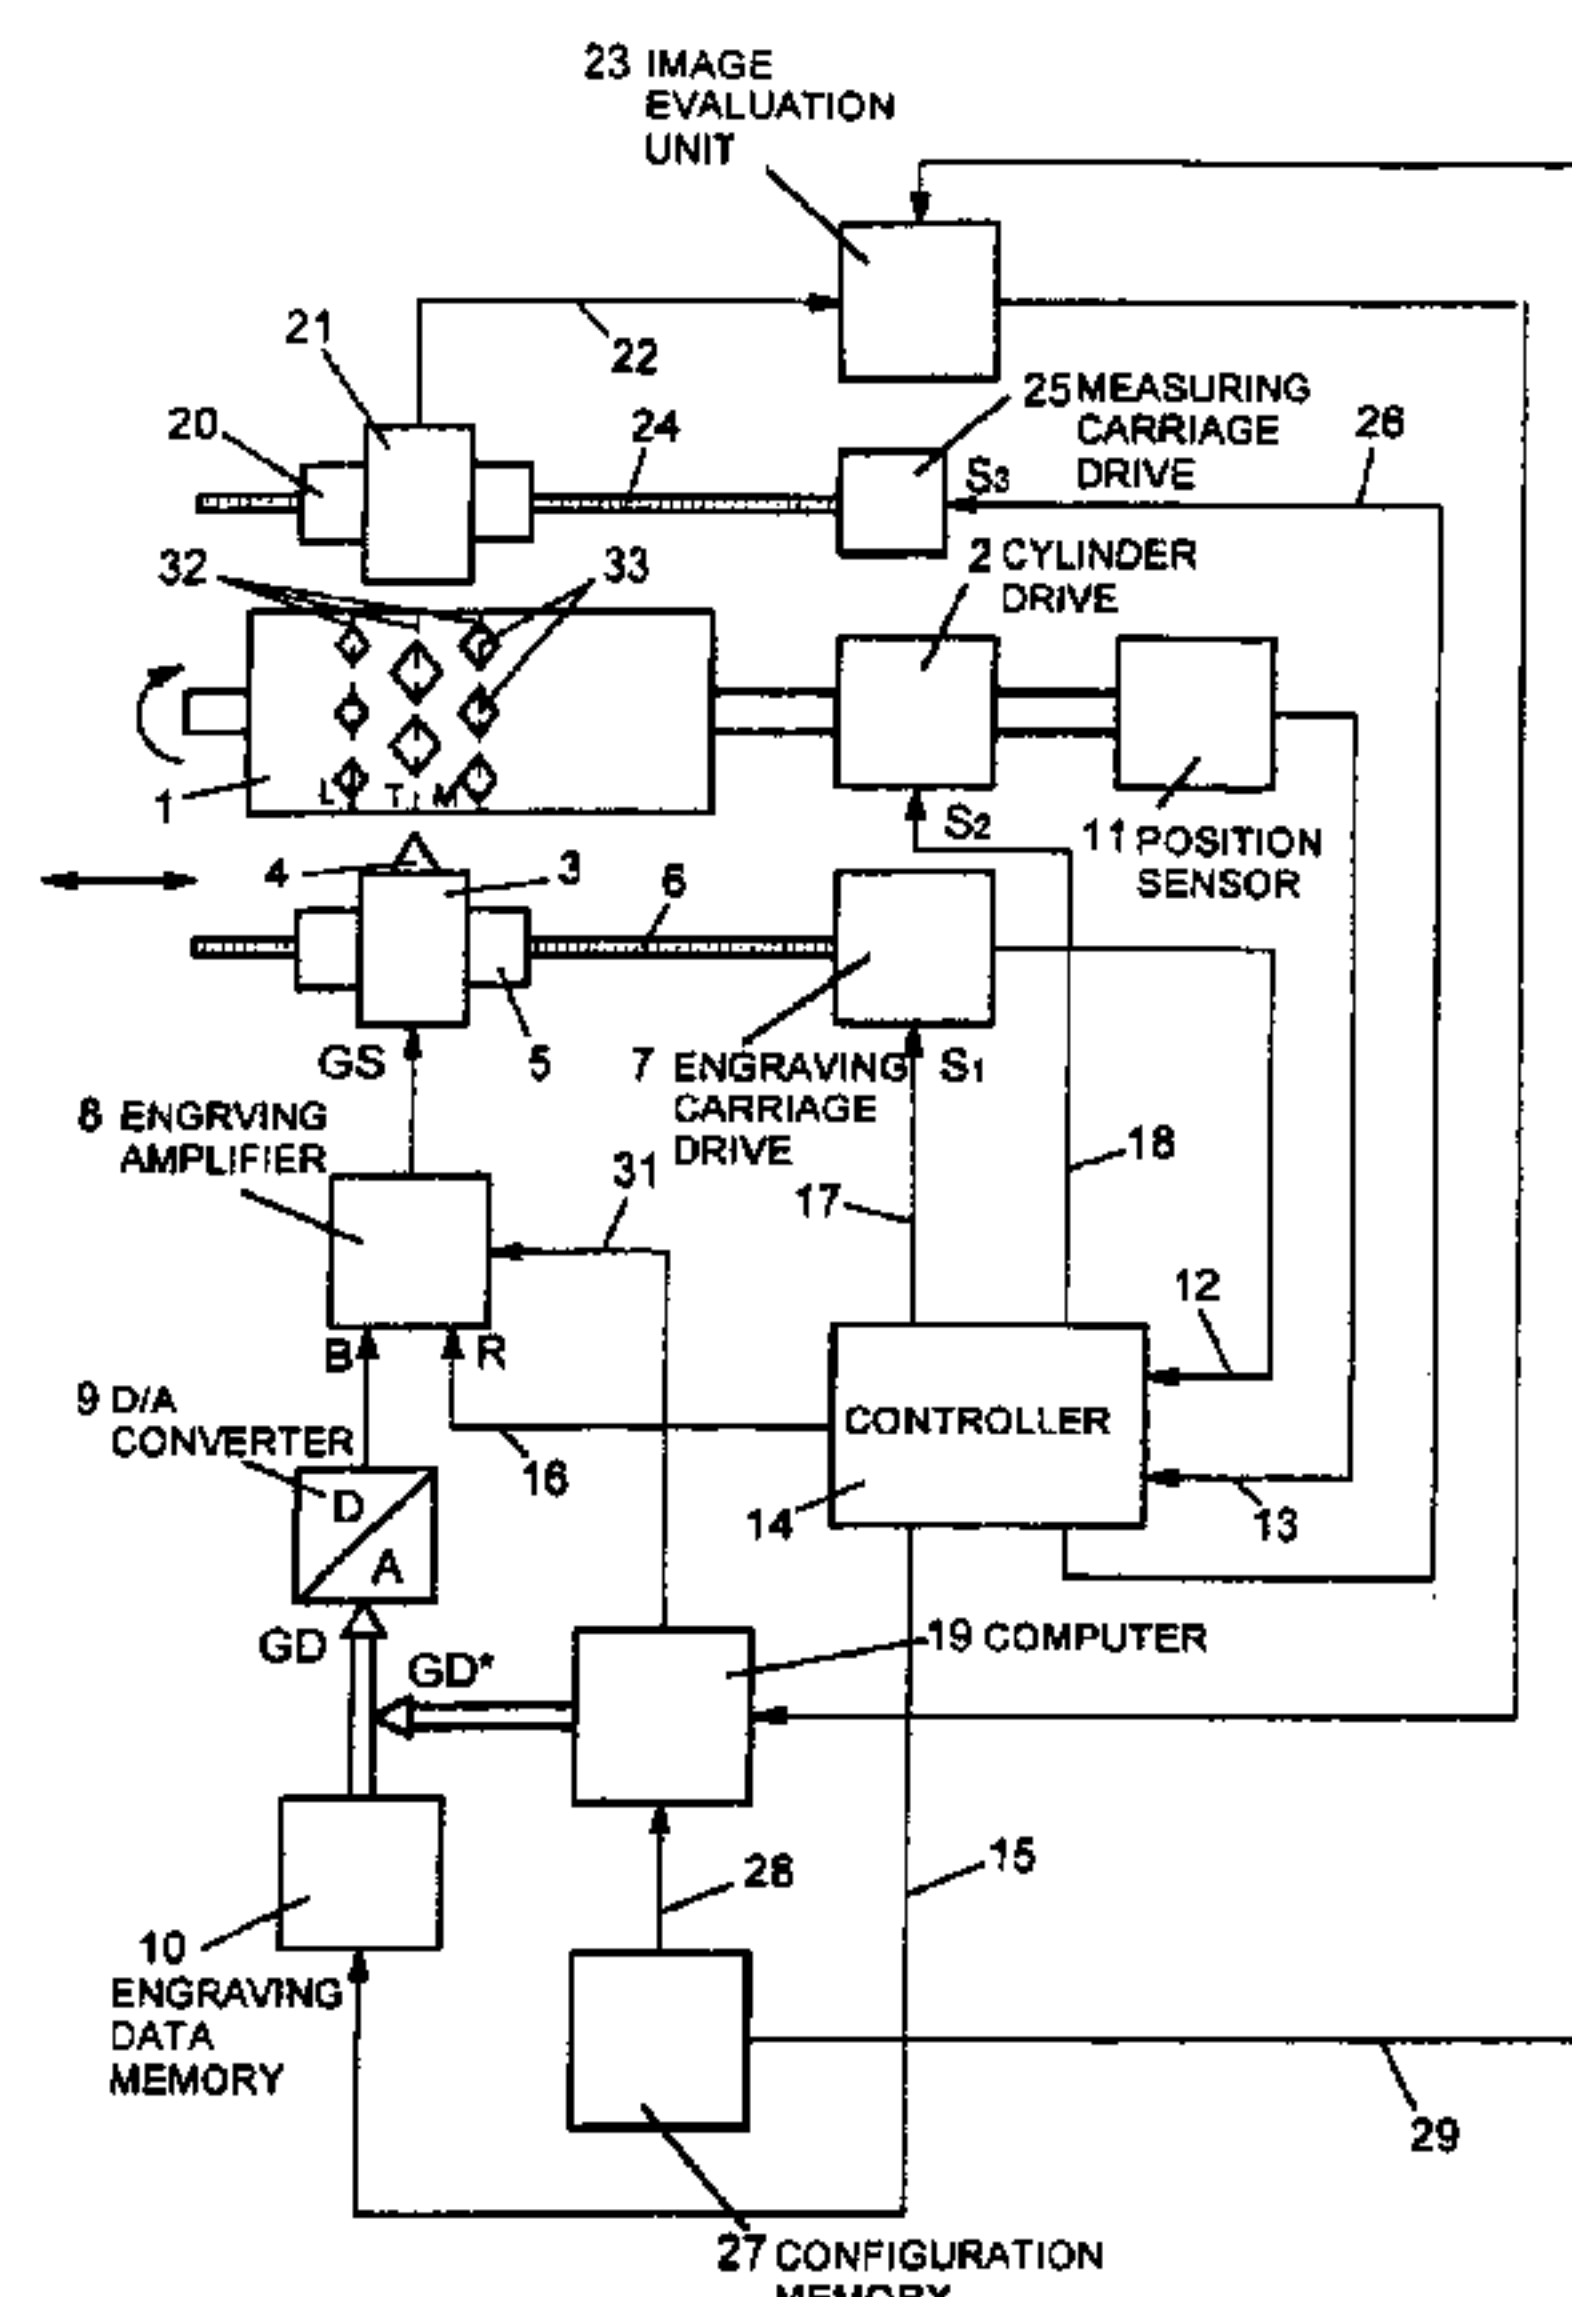 23 IMAGE
EVALUATION
UNIT
21
22
20
24
25 MEASURING
CARRIAGE
DRIVE
26
S3
32
33
2 CYLINDER
DRIVE
1
L T M
S2
11 POSITION
SENSOR
4
3
6
GS
5
7 ENGRAVING
CARRIAGE
DRIVE
S1
8 ENGRVING
AMPLIFIER
31
18
17
12
B R
9 D/A
CONVERTER
CONTROLLER
D
A
16
14
13
GD
GD*
19 COMPUTER
28
15
10
ENGRAVING
DATA
MEMORY
29
27 CONFIGURATION
MEMORY